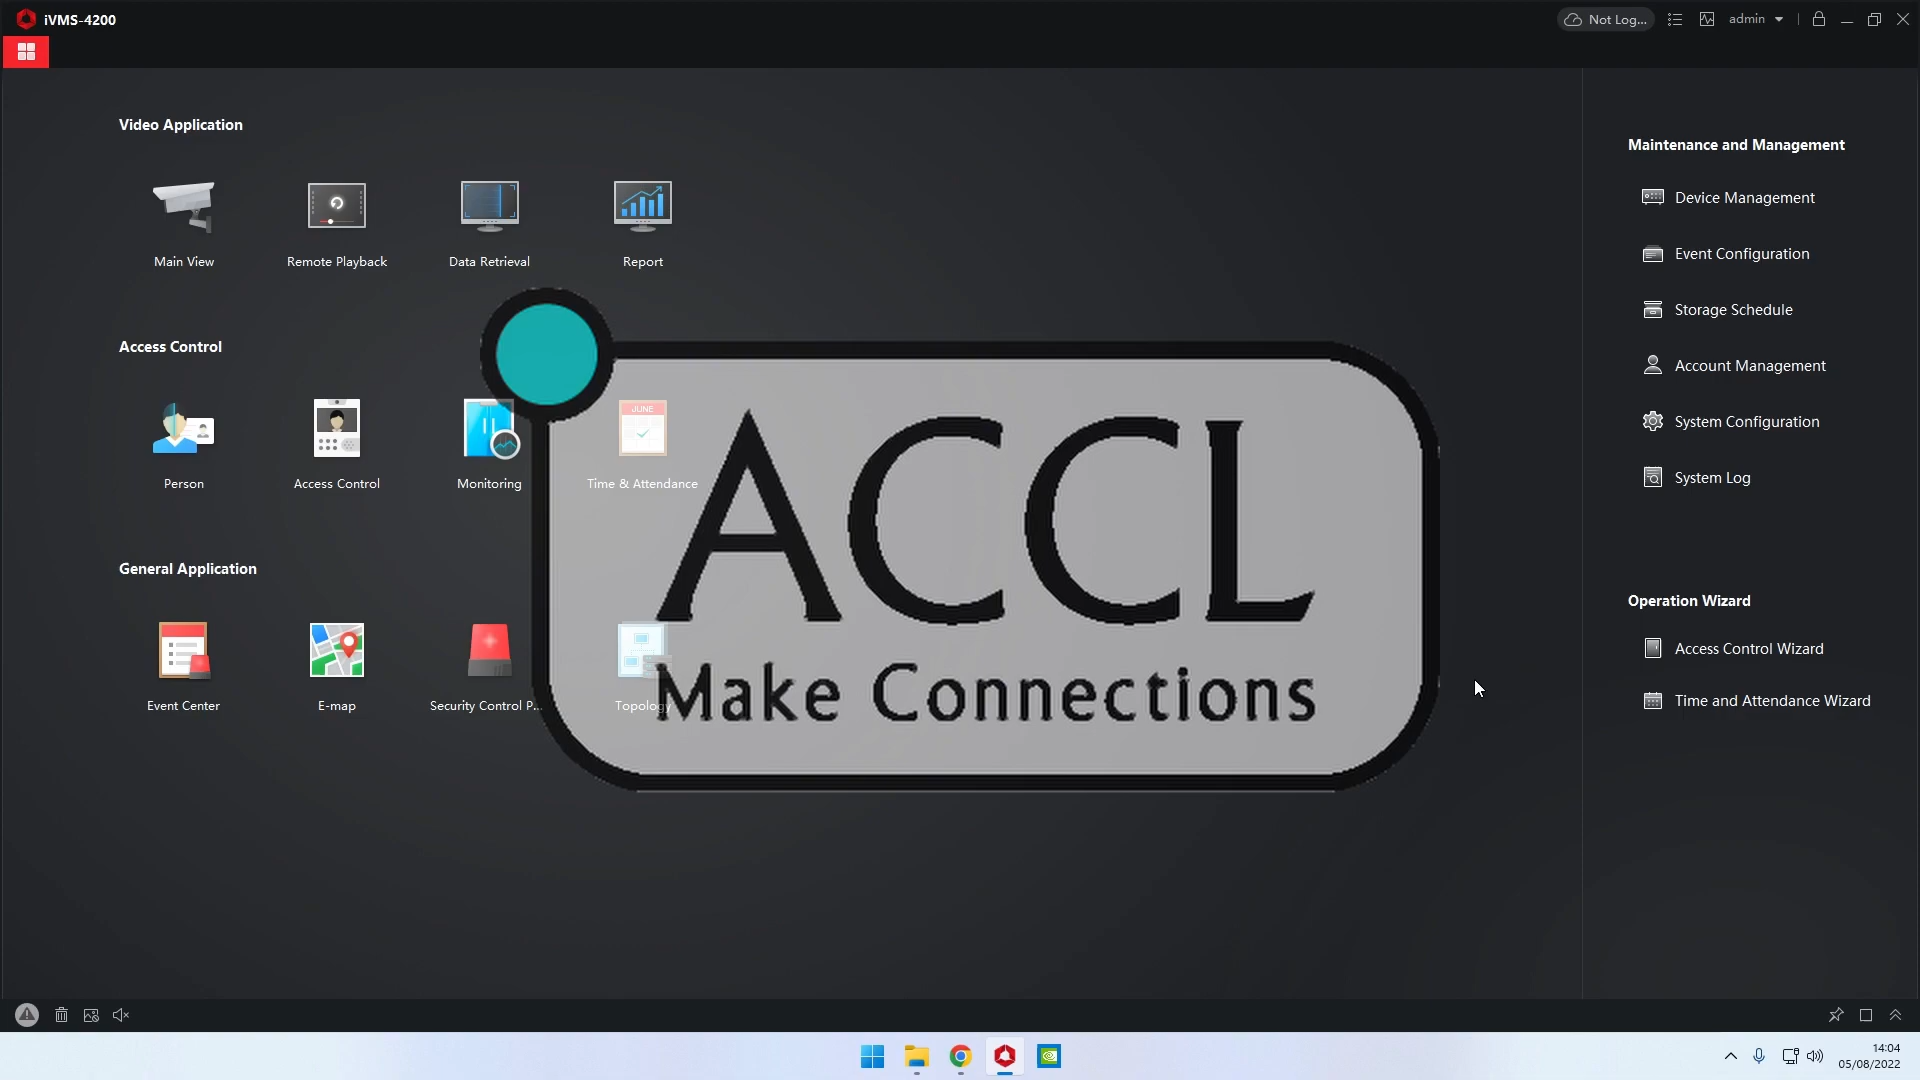 iVMS-4200
Not Log...
admin
Video Application
Main View
Remote Playback
Data Retrieval
Report
Access Control
JUNE
Person
Access Control
Monitoring
Time & Attendance
General Application
Event Center
E-map
Security Control P...
Topology
ACCL
Make Connections
Maintenance and Management
Device Management
Event Configuration
Storage Schedule
Account Management
System Configuration
System Log
Operation Wizard
Access Control Wizard
Time and Attendance Wizard
14:04
05/08/2022